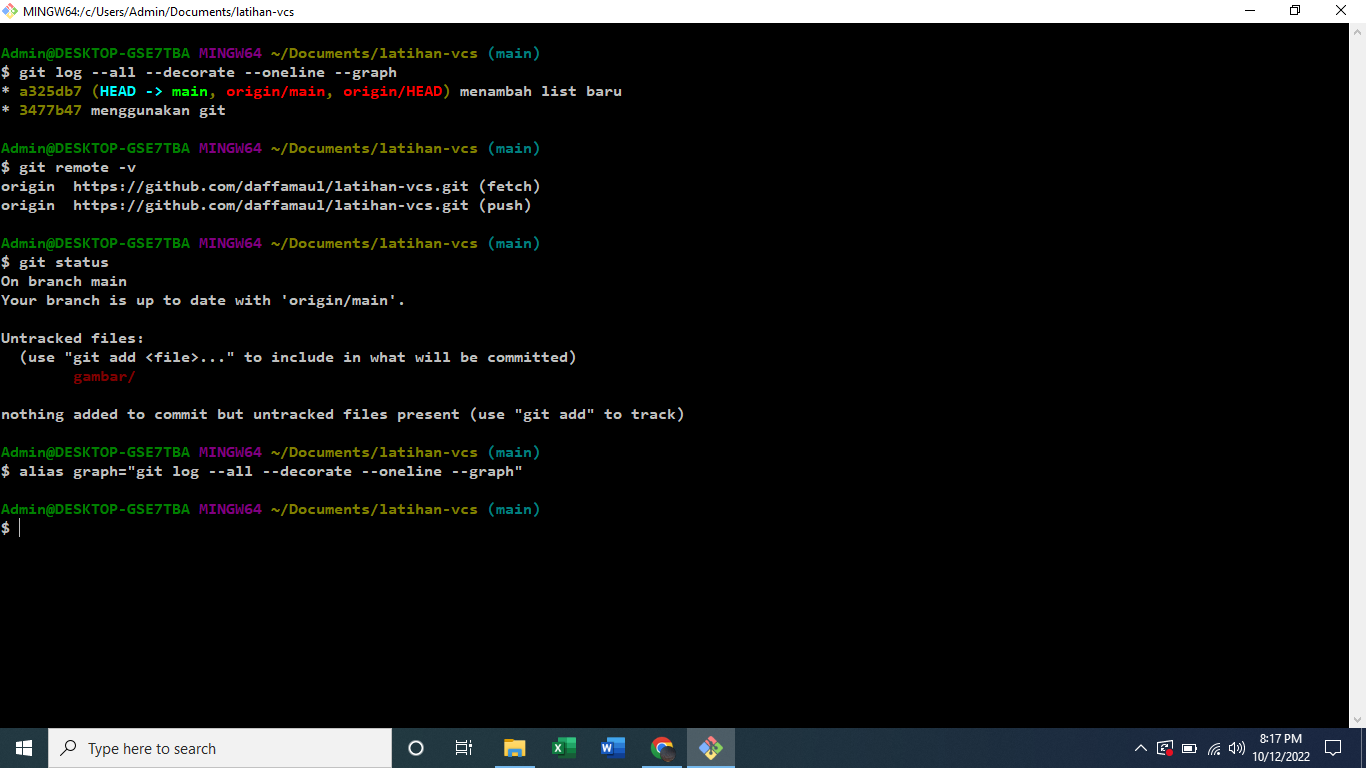 MINGW64:/c/Users/Admin/Documents/latihan-vcs
Admin@DESKTOP-GSE7TBA MINGW64 ~/Documents/latihan-vcs (main)
$ git log --all --decorate --oneline --graph
* a325db7 (HEAD -> main, origin/main, origin/HEAD) menambah list baru
* 3477b47 menggunakan git
Admin@DESKTOP-GSE7TBA MINGW64 ~/Documents/latihan-vcs (main)
$ git remote -v
origin  https://github.com/daffamaul/latihan-vcs.git (fetch)
origin  https://github.com/daffamaul/latihan-vcs.git (push)
Admin@DESKTOP-GSE7TBA MINGW64 ~/Documents/latihan-vcs (main)
$ git status
On branch main
Your branch is up to date with 'origin/main'.
Untracked files:
  (use "git add <file>..." to include in what will be committed)
        gambar/
nothing added to commit but untracked files present (use "git add" to track)
Admin@DESKTOP-GSE7TBA MINGW64 ~/Documents/latihan-vcs (main)
$ alias graph="git log --all --decorate --oneline --graph"
Admin@DESKTOP-GSE7TBA MINGW64 ~/Documents/latihan-vcs (main)
$
Type here to search
8:17 PM
10/12/2022